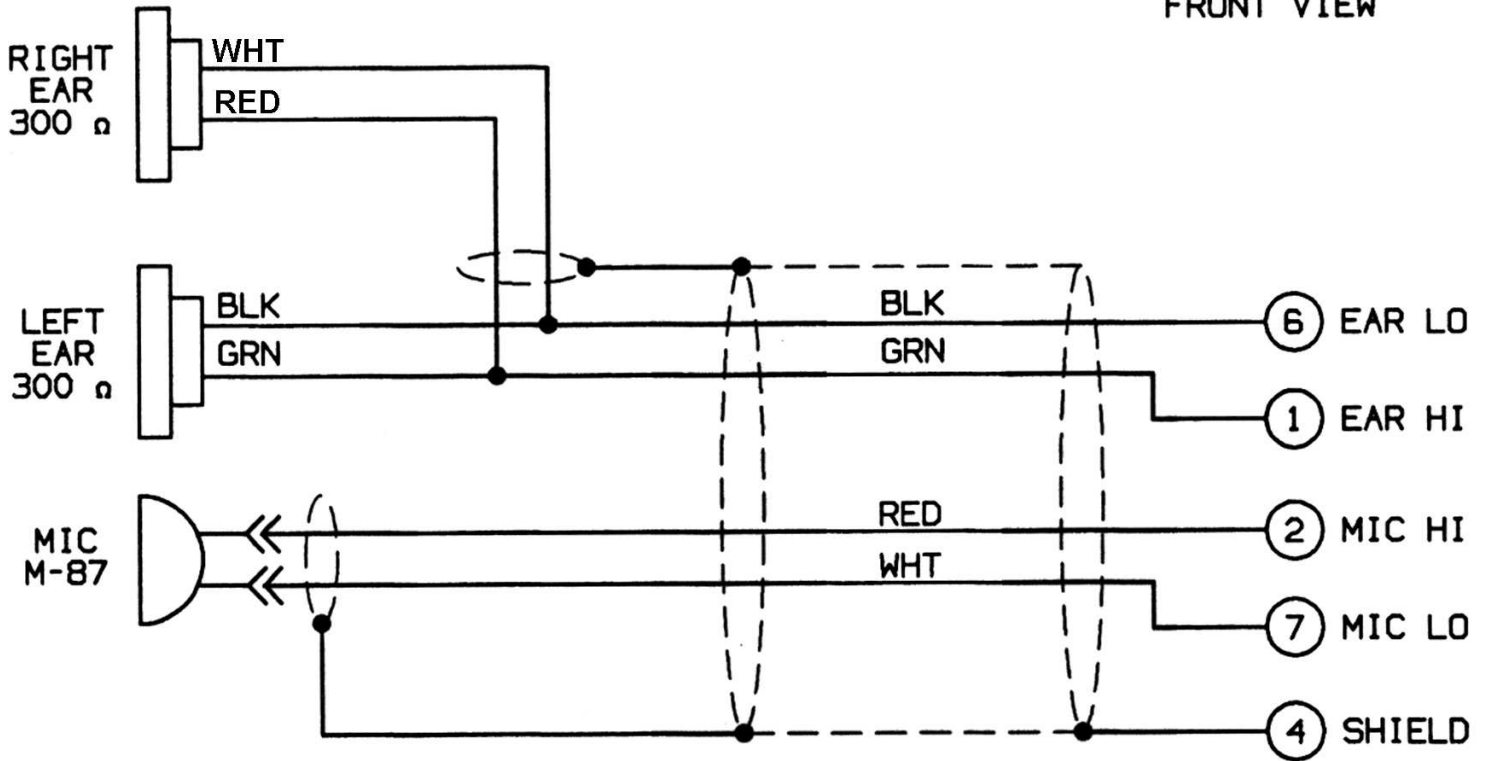 FRONT VIEW
RIGHT
EAR
300 Ω
WHT
RED
LEFT
EAR
300 Ω
BLK
GRN
BLK
GRN
6 EAR LO
1 EAR HI
MIC
M-87
RED
WHT
2 MIC HI
7 MIC LO
4 SHIELD